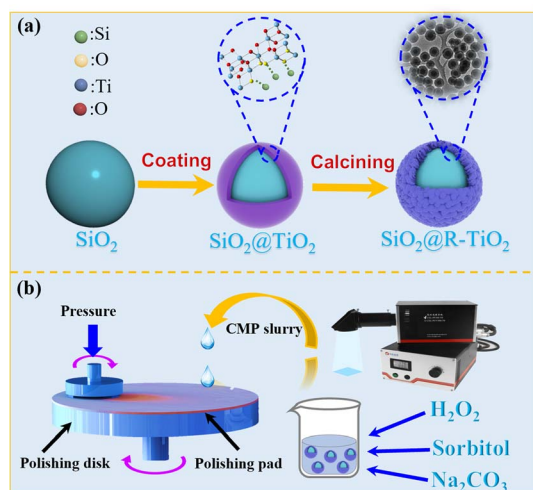 (a)
:Si
:O
:Ti
:O
Coating
Calcining
SiO₂
SiO₂@TiO₂
SiO₂@R-TiO₂
(b)
Pressure
CMP slurry
Polishing disk
Polishing pad
H₂O₂
Sorbitol
Na₂CO₃